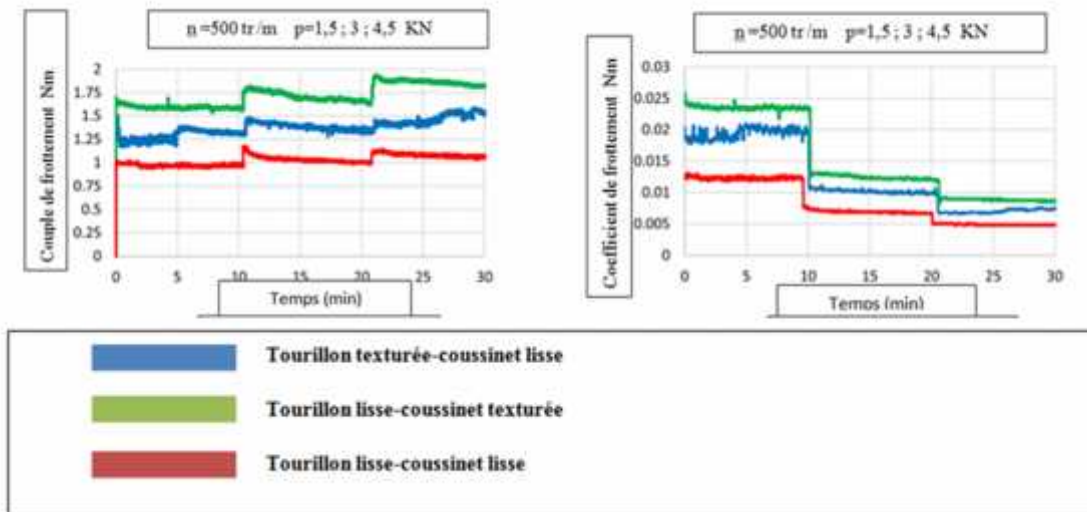 n=500 tr/m p=1,5 ; 3 ; 4,5 KN
Couple de frottement Nm
2
1.75
1.5
1.25
1
0.75
0.5
0.25
0
0 5 10 15 20 25 30
Temps (min)
n=500 tr/m p=1,5 ; 3 ; 4,5 KN
Coefficient de frottement Nm
0.03
0.025
0.02
0.015
0.01
0.005
0
0 5 10 15 20 25 30
Temps (min)
Tourillon texturée-coussinet lisse
Tourillon lisse-coussinet texturée
Tourillon lisse-coussinet lisse